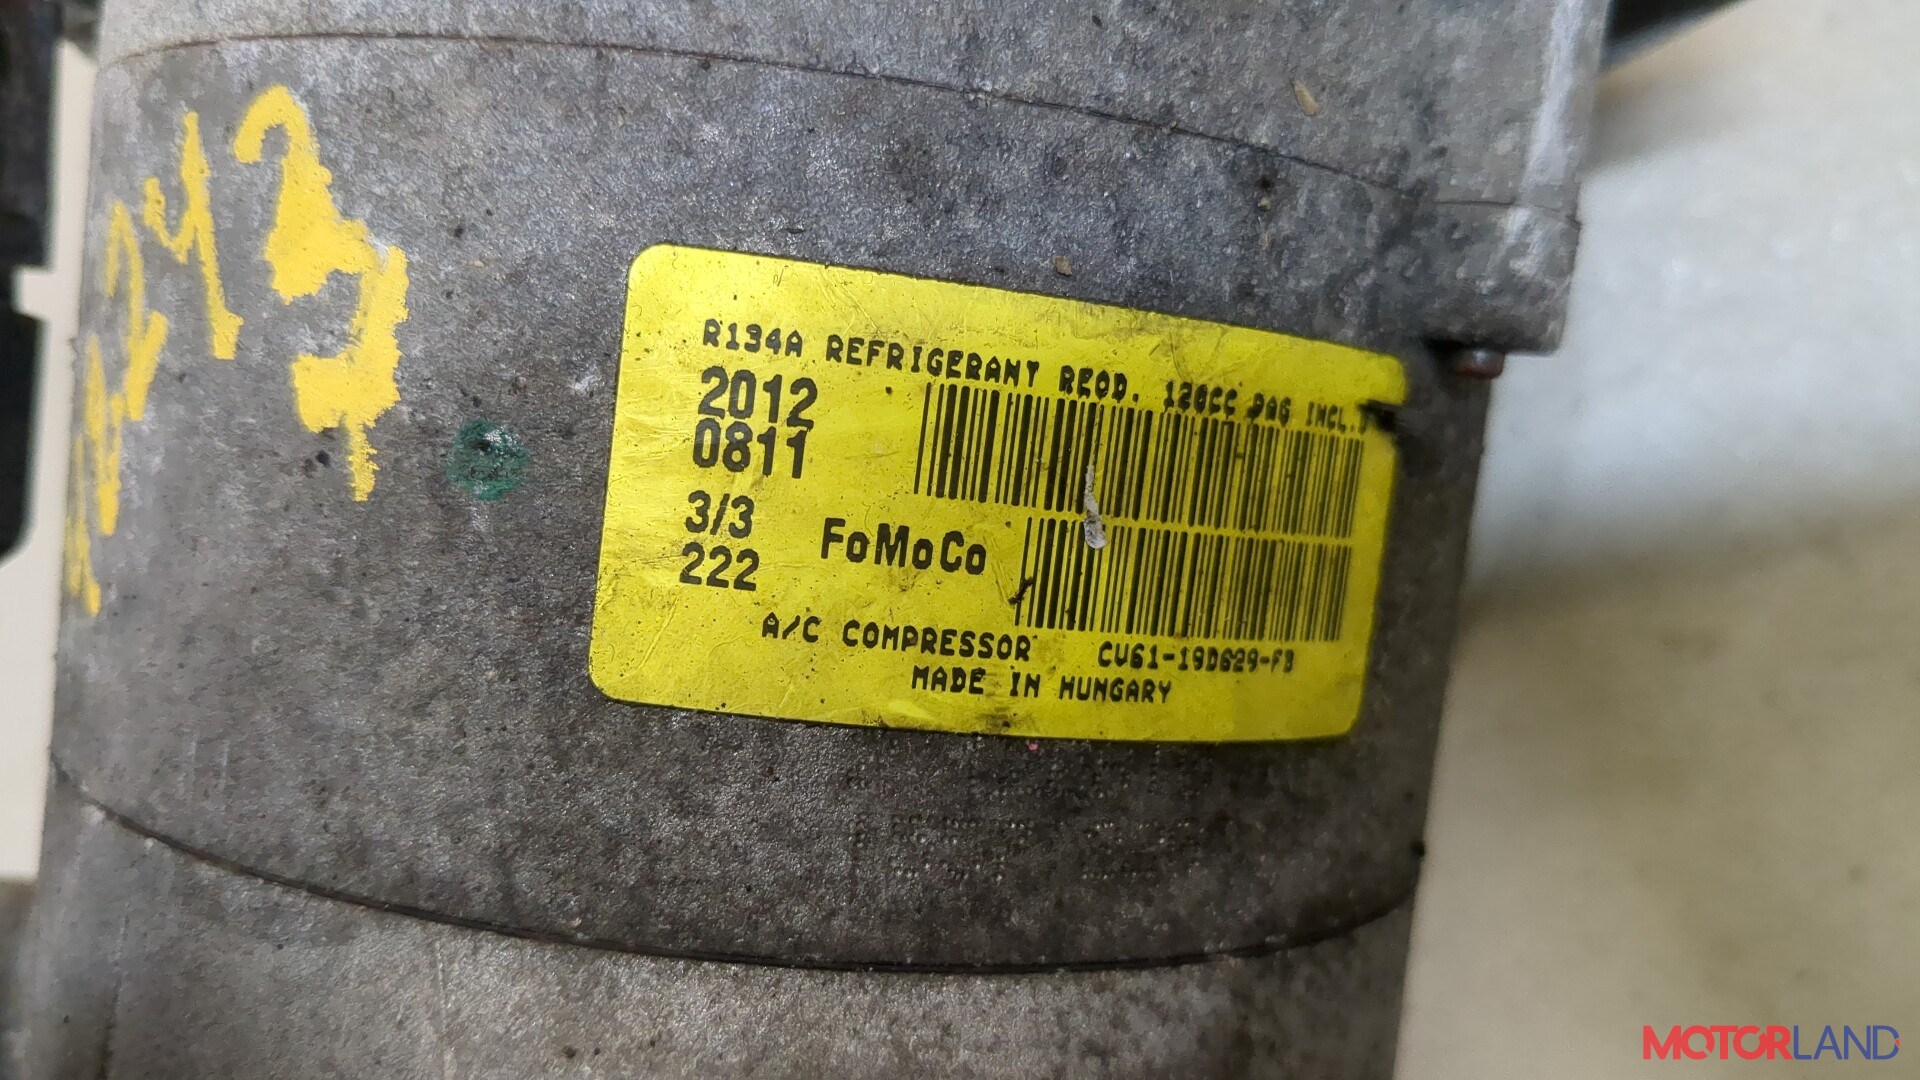 R134A REFRIGERANT REQD. 120CC PAG INCL.
2012
0811
3/3
222
FoMoCo
A/C COMPRESSOR CV61-19D629-FB
MADE IN HUNGARY
MOTORLAND